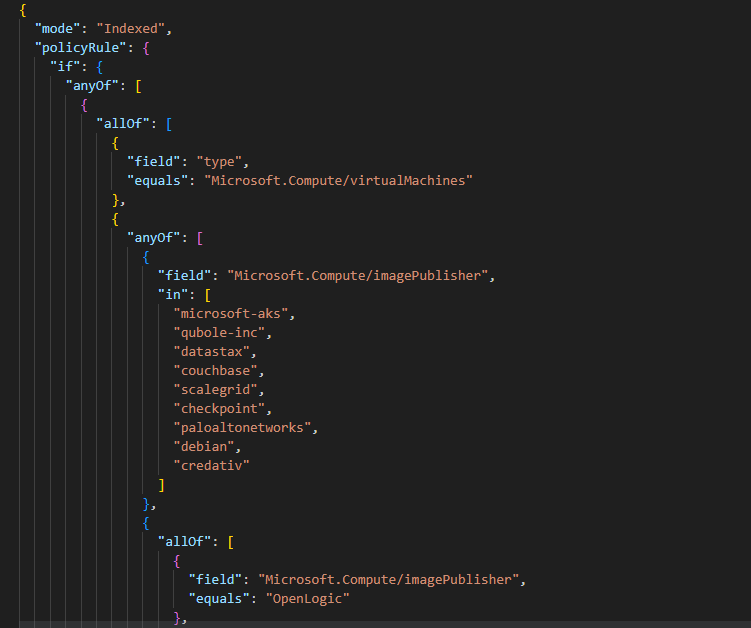 {
"mode": "Indexed",
"policyRule": {
"if": {
"anyOf": [
{
"allOf": [
{
"field": "type",
"equals": "Microsoft.Compute/virtualMachines"
},
{
"anyOf": [
{
"field": "Microsoft.Compute/imagePublisher",
"in": [
"microsoft-aks",
"qubole-inc",
"datastax",
"couchbase",
"scalegrid",
"checkpoint",
"paloaltonetworks",
"debian",
"credativ"
]
},
{
"allOf": [
{
"field": "Microsoft.Compute/imagePublisher",
"equals": "OpenLogic"
},